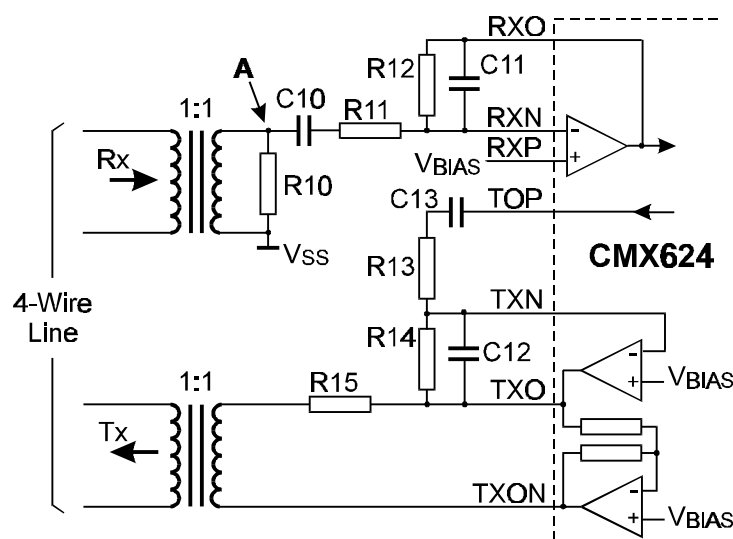 RXO
A
R12
C11
C10
1:1
R11
RXN
-
Rx
RXP
+
VBIAS
R10
C13
TOP
VSS
CMX624
R13
4-Wire
Line
TXN
R14
-
C12
1:1
R15
TXO
+
VBIAS
Tx
-
TXON
+
VBIAS